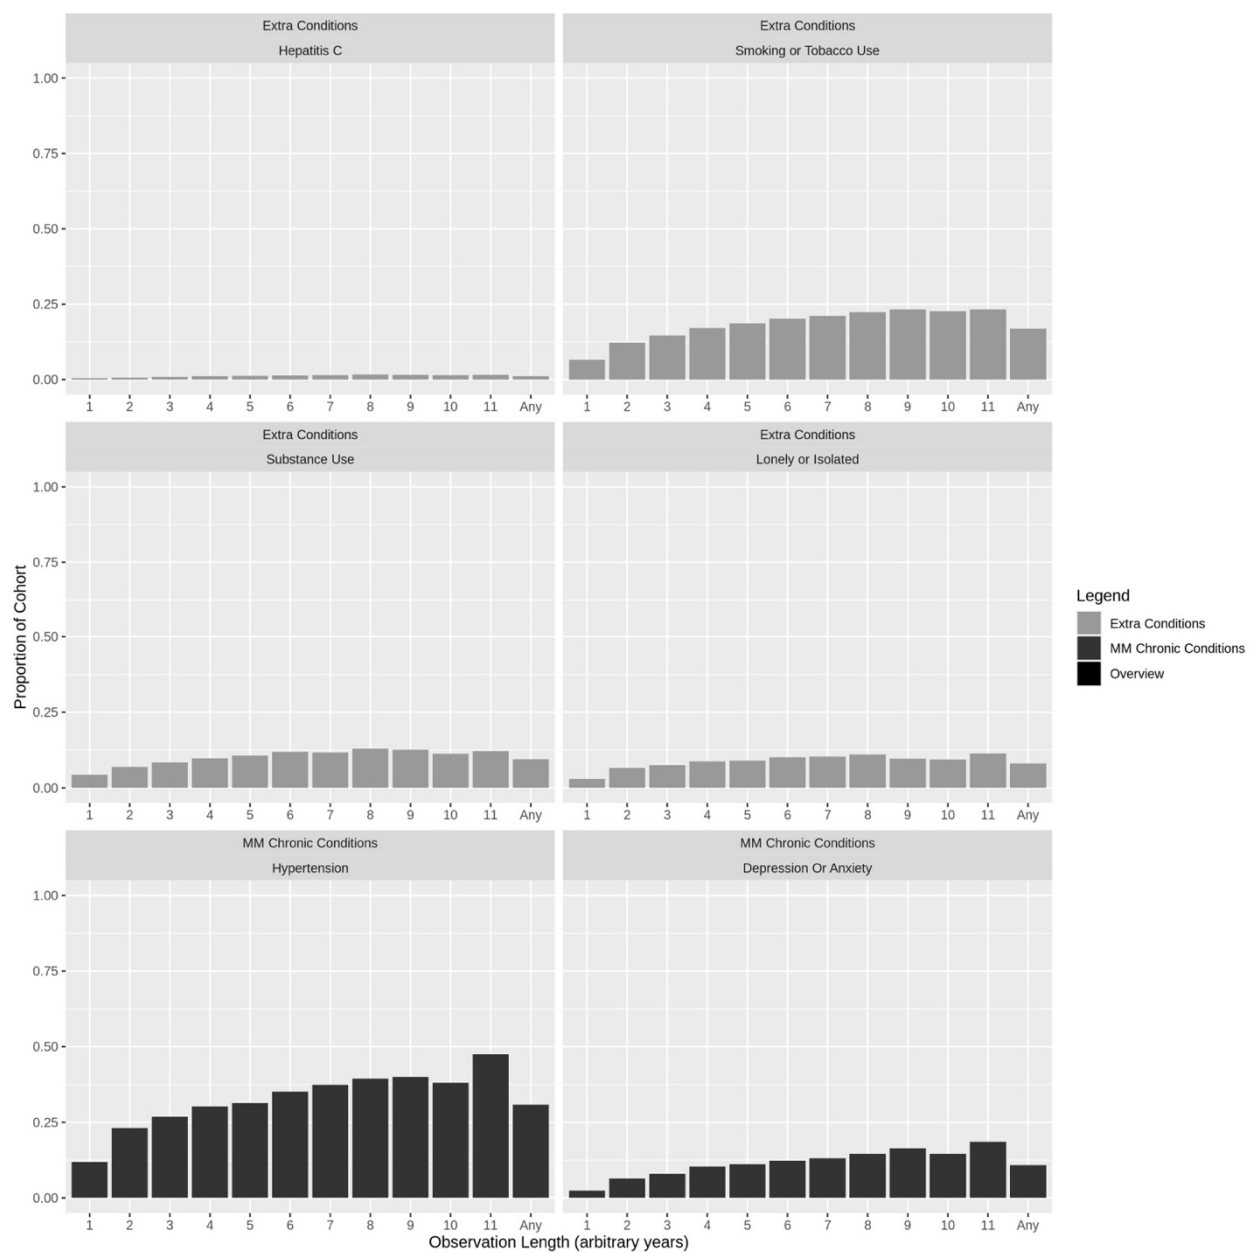 Extra Conditions
Hepatitis C
Extra Conditions
Smoking or Tobacco Use
1.00
0.75
0.50
0.25
0.00
1 2 3 4 5 6 7 8 9 10 11 Any
1 2 3 4 5 6 7 8 9 10 11 Any
Extra Conditions
Substance Use
Extra Conditions
Lonely or Isolated
1.00
0.75
0.50
0.25
0.00
1 2 3 4 5 6 7 8 9 10 11 Any
1 2 3 4 5 6 7 8 9 10 11 Any
MM Chronic Conditions
Hypertension
MM Chronic Conditions
Depression Or Anxiety
1.00
0.75
0.50
0.25
0.00
1 2 3 4 5 6 7 8 9 10 11 Any
1 2 3 4 5 6 7 8 9 10 11 Any
Proportion of Cohort
Observation Length (arbitrary years)
Legend
Extra Conditions
MM Chronic Conditions
Overview